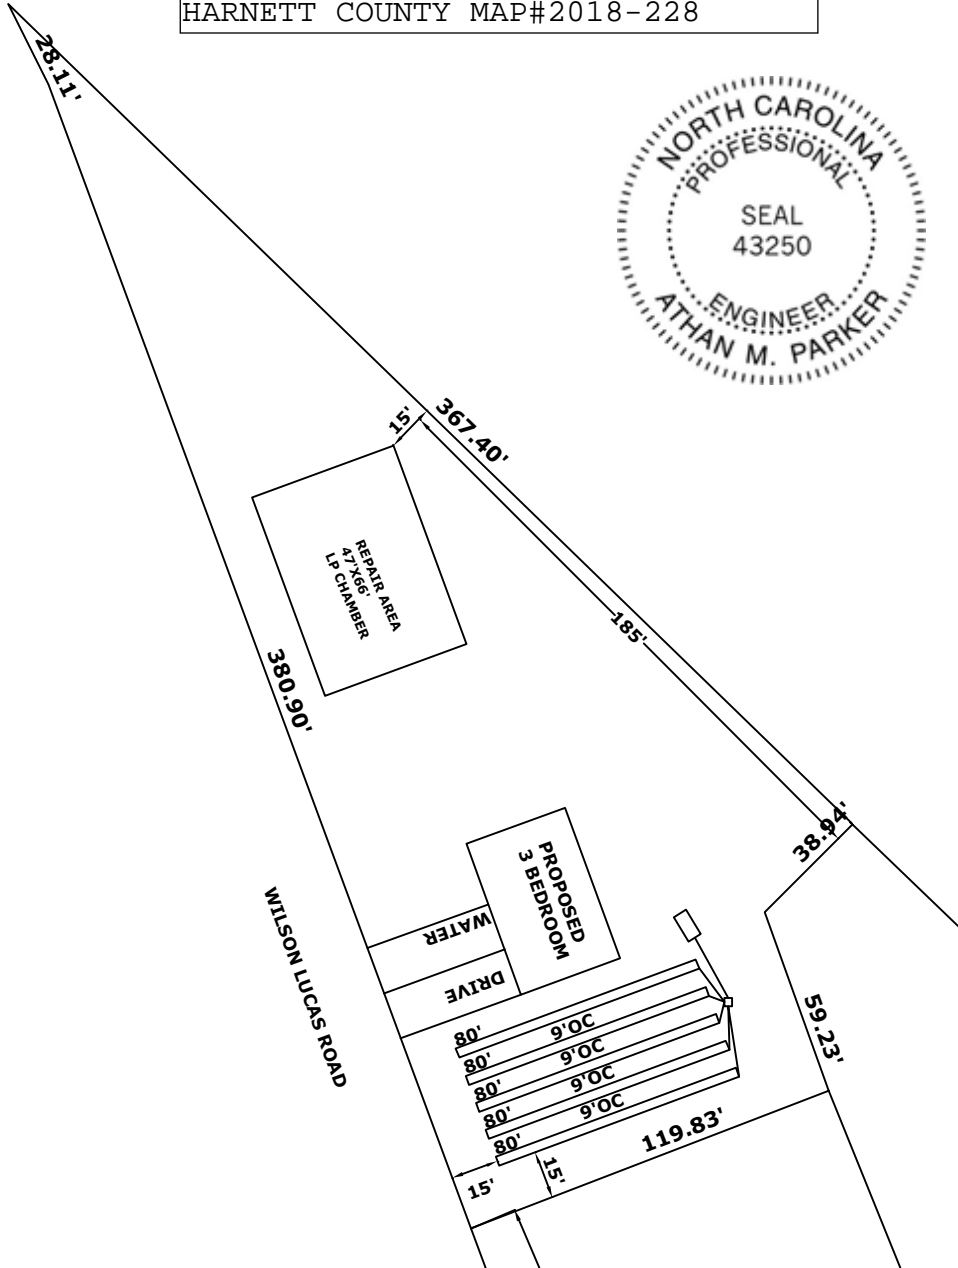 HARNETT COUNTY MAP#2018-228
28.11'
NORTH CAROLINA
PROFESSIONAL
SEAL
43250
ENGINEER
ATHAN M. PARKER
15'
367.40'
REPAIR AREA
47'X66'
LP CHAMBER
185'
380.90'
38.94'
PROPOSED
3 BEDROOM
WATER
DRIVE
WILSON LUCAS ROAD
59.23'
80'
9'OC
80'
9'OC
80'
9'OC
80'
9'OC
80'
119.83'
15'
15'